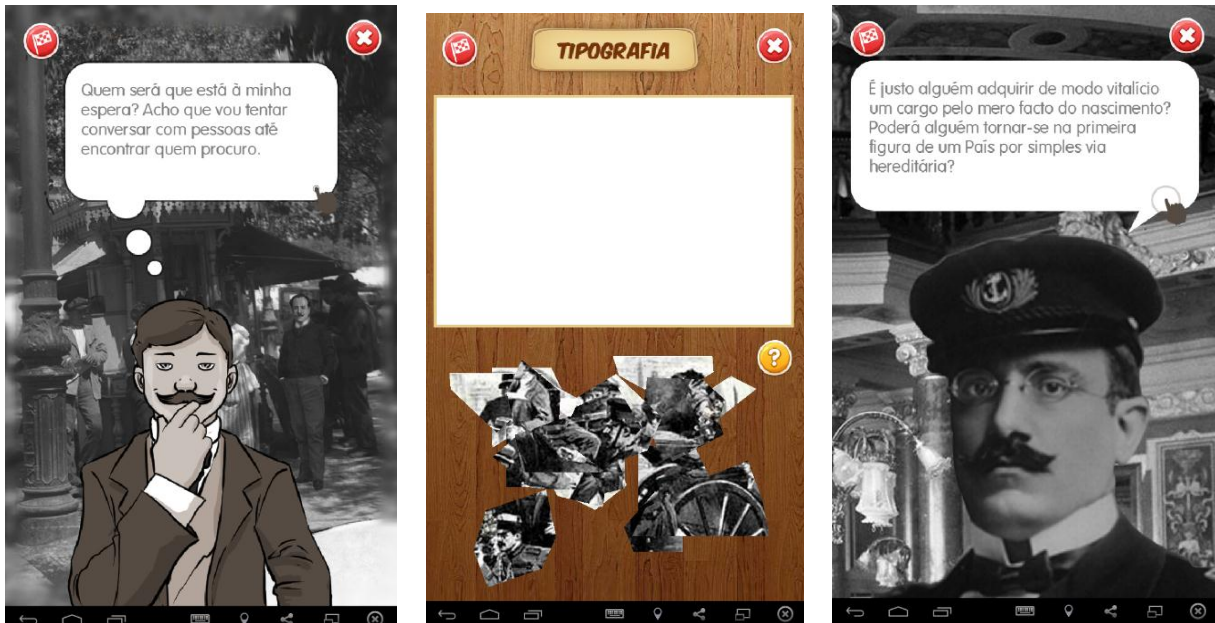 Quem será que está à minha
espera? Acho que vou tentar
conversar com pessoas até
encontrar quem procuro.
TIPOGRAFIA
?
É justo alguém adquirir de modo vitalício
um cargo pelo mero facto do nascimento?
Poderá alguém tornar-se na primeira
figura de um País por simples via
hereditária?